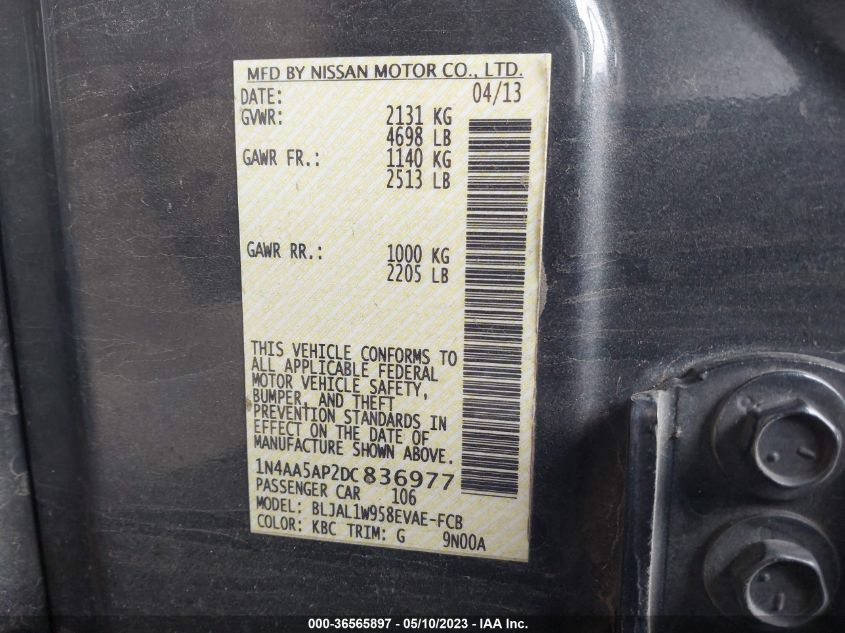 MFD BY NISSAN MOTOR CO., LTD.
DATE: 04/13
GVWR: 2131 KG
4698 LB
GAWR FR.: 1140 KG
2513 LB
GAWR RR.: 1000 KG
2205 LB
THIS VEHICLE CONFORMS TO
ALL APPLICABLE FEDERAL
MOTOR VEHICLE SAFETY,
BUMPER, AND THEFT
PREVENTION STANDARDS IN
EFFECT ON THE DATE OF
MANUFACTURE SHOWN ABOVE.
1N4AA5AP2DC836977
PASSENGER CAR 106
MODEL: BLJAL1W958EVAE-FCB
COLOR: KBC TRIM: G 9N00A
000-36565897 - 05/10/2023 - IAA Inc.